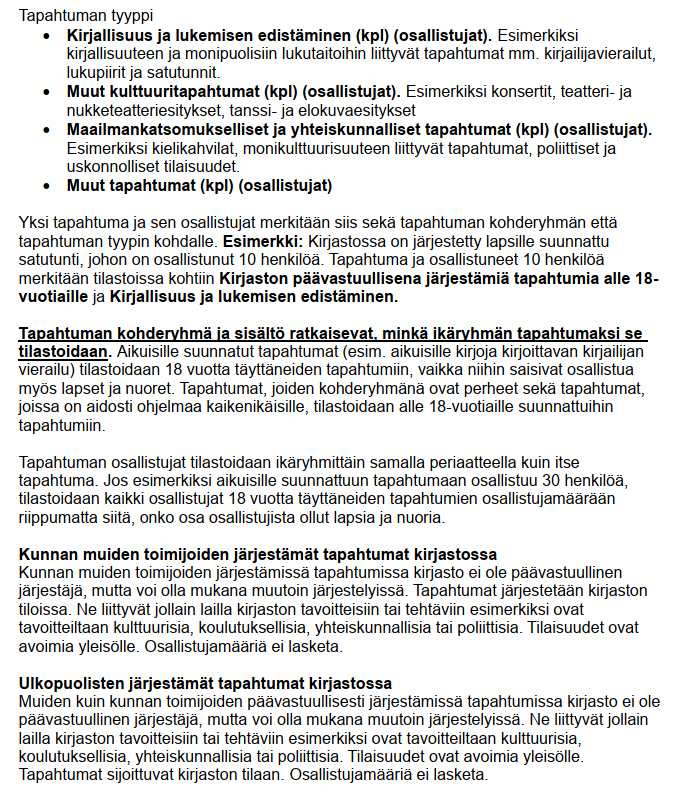 Tapahtuman tyyppi
• Kirjallisuus ja lukemisen edistäminen (kpl) (osallistujat). Esimerkiksi
kirjallisuuteen ja monipuolisiin lukutaitoihin liittyvät tapahtumat mm. kirjailijavierailut,
lukupiirit ja satutunnit.
• Muut kulttuuritapahtumat (kpl) (osallistujat). Esimerkiksi konsertit, teatteri- ja
nukketeatteriesitykset, tanssi- ja elokuvaesitykset
• Maailmankatsomukselliset ja yhteiskunnalliset tapahtumat (kpl) (osallistujat).
Esimerkiksi kielikahvilat, monikulttuurisuuteen liittyvät tapahtumat, poliittiset ja
uskonnolliset tilaisuudet.
• Muut tapahtumat (kpl) (osallistujat)
Yksi tapahtuma ja sen osallistujat merkitään siis sekä tapahtuman kohderyhmän että
tapahtuman tyypin kohdalle. Esimerkki: Kirjastossa on järjestetty lapsille suunnattu
satutunti, johon on osallistunut 10 henkilöä. Tapahtuma ja osallistuneet 10 henkilöä
merkitään tilastoissa kohtiin Kirjaston päävastuullisena järjestämiä tapahtumia alle 18-
vuotiaille ja Kirjallisuus ja lukemisen edistäminen.
Tapahtuman kohderyhmä ja sisältö ratkaisevat, minkä ikäryhmän tapahtumaksi se
tilastoidaan. Aikuisille suunnatut tapahtumat (esim. aikuisille kirjoja kirjoittavan kirjailijan
vierailu) tilastoidaan 18 vuotta täyttäneiden tapahtumiin, vaikka niihin saisivat osallistua
myös lapset ja nuoret. Tapahtumat, joiden kohderyhmänä ovat perheet sekä tapahtumat,
joissa on aidosti ohjelmaa kaikenikäisille, tilastoidaan alle 18-vuotiaille suunnattuihin
tapahtumiin.
Tapahtuman osallistujat tilastoidaan ikäryhmittäin samalla periaatteella kuin itse
tapahtuma. Jos esimerkiksi aikuisille suunnattuun tapahtumaan osallistuu 30 henkilöä,
tilastoidaan kaikki osallistujat 18 vuotta täyttäneiden tapahtumien osallistujamäärään
riippumatta siitä, onko osa osallistujista ollut lapsia ja nuoria.
Kunnan muiden toimijoiden järjestämät tapahtumat kirjastossa
Kunnan muiden toimijoiden järjestämissä tapahtumissa kirjasto ei ole päävastuullinen
järjestäjä, mutta voi olla mukana muutoin järjestelyissä. Tapahtumat järjestetään kirjaston
tiloissa. Ne liittyvät jollain lailla kirjaston tavoitteisiin tai tehtäviin esimerkiksi ovat
tavoitteiltaan kulttuurisia, koulutuksellisia, yhteiskunnallisia tai poliittisia. Tilaisuudet ovat
avoimia yleisölle. Osallistujamääriä ei lasketa.
Ulkopuolisten järjestämät tapahtumat kirjastossa
Muiden kuin kunnan toimijoiden päävastuullisesti järjestämissä tapahtumissa kirjasto ei ole
päävastuullinen järjestäjä, mutta voi olla mukana muutoin järjestelyissä. Ne liittyvät jollain
lailla kirjaston tavoitteisiin tai tehtäviin esimerkiksi ovat tavoitteiltaan kulttuurisia,
koulutuksellisia, yhteiskunnallisia tai poliittisia. Tilaisuudet ovat avoimia yleisölle.
Tapahtumat sijoittuvat kirjaston tilaan. Osallistujamääriä ei lasketa.